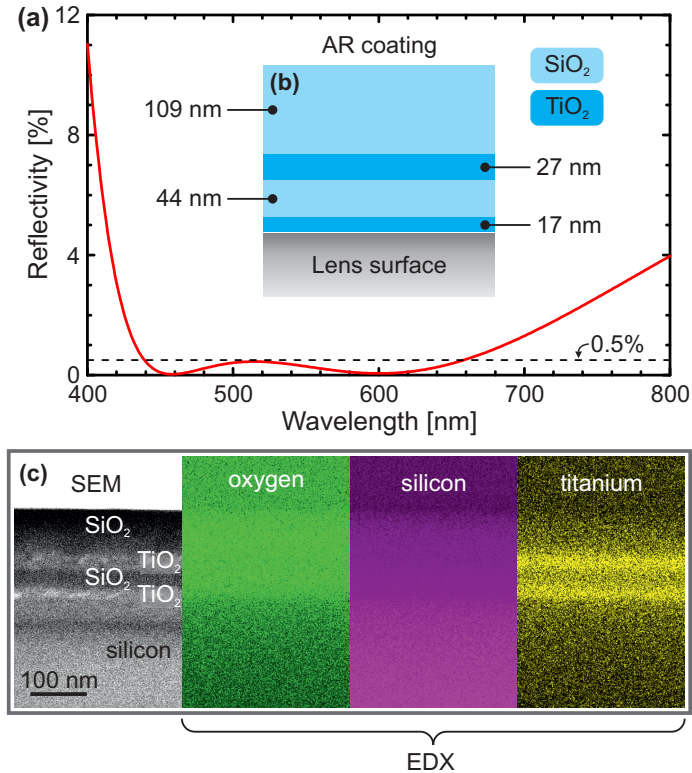 (a)
12
8
4
0
Reflectivity [%]
AR coating
(b)
SiO₂
TiO₂
109 nm
27 nm
44 nm
17 nm
Lens surface
0.5%
400 500 600 700 800
Wavelength [nm]
(c)
SEM oxygen silicon titanium
SiO₂
TiO₂
SiO₂
TiO₂
silicon
100 nm
EDX